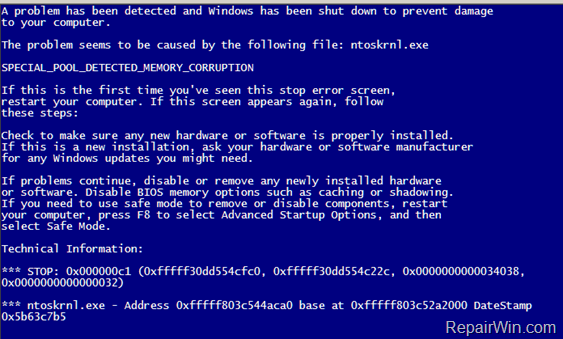 A problem has been detected and Windows has been shut down to prevent damage
to your computer.
The problem seems to be caused by the following file: ntoskrnl.exe
SPECIAL_POOL_DETECTED_MEMORY_CORRUPTION
If this is the first time you've seen this stop error screen,
restart your computer. If this screen appears again, follow
these steps:
Check to make sure any new hardware or software is properly installed.
If this is a new installation, ask your hardware or software manufacturer
for any Windows updates you might need.
If problems continue, disable or remove any newly installed hardware
or software. Disable BIOS memory options such as caching or shadowing.
If you need to use safe mode to remove or disable components, restart
your computer, press F8 to select Advanced Startup Options, and then
select Safe Mode.
Technical Information:
*** STOP: 0x000000c1 (0xfffff30dd554cfc0, 0xfffff30dd554c22c, 0x0000000000034038,
0x0000000000000032)
*** ntoskrnl.exe - Address 0xfffff803c544aca0 base at 0xfffff803c52a2000 DateStamp
0x5b63c7b5
RepairWin.com